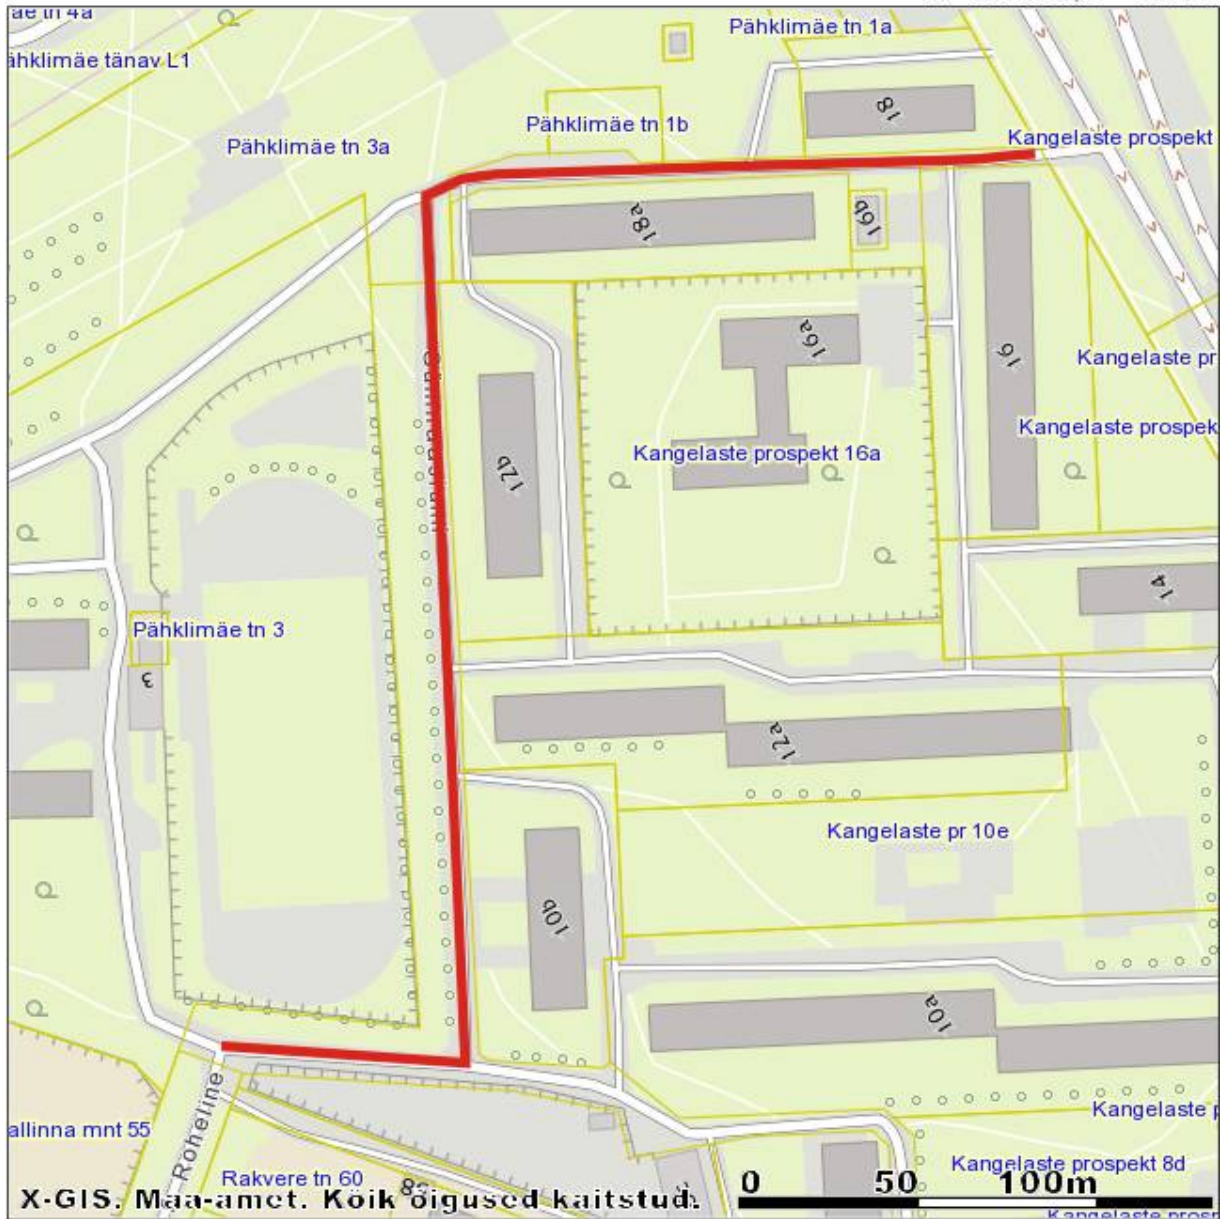 Pähklimäe tn 1a
ähklimäe tänav L1
Pähklimäe tn 1b
Pähklimäe tn 3a
18
Kangelaste prospekt
18a
16b
16a
16
Kangelaste pr
Kangelaste prospek
Kangelaste prospekt 16a
12b
14
Pähklimäe tn 3
3
12a
Kangelaste pr 10e
10b
10a
Roheline
allinna mnt 55
Kangelaste p
Kangelaste prospekt 8d
Rakvere tn 60
X-GIS. Maa-amet. Kõik õigused kaitstud.
0 50 100m